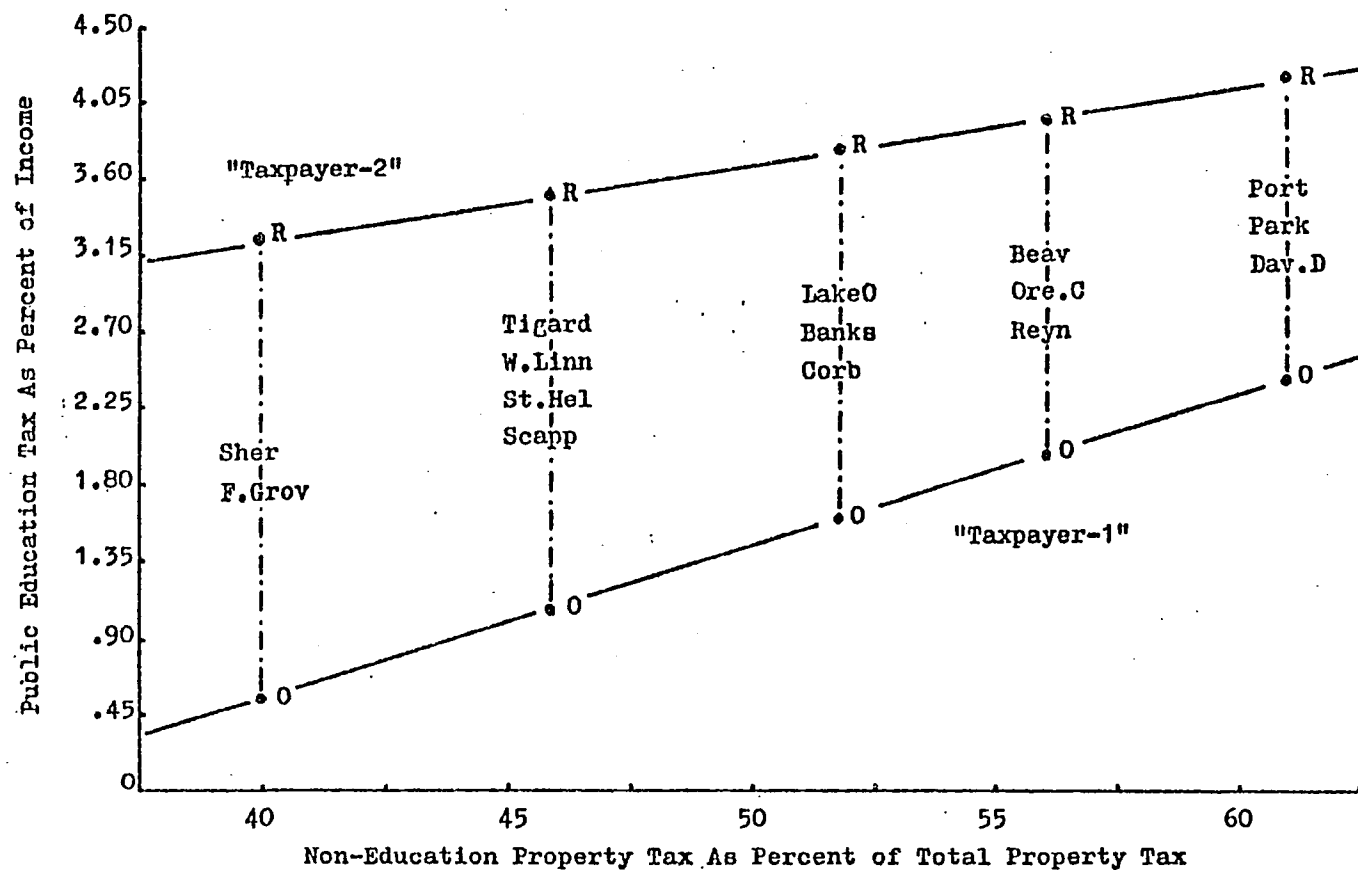 Public Education Tax As Percent of Income
4.50
4.05
3.60
3.15
2.70
2.25
1.80
1.35
.90
.45
0
"Taxpayer-2"
R
R
R
R
R
Sher
F.Grov
Tigard
W.Linn
St.Hel
Scapp
LakeO
Banks
Corb
Beav
Ore.C
Reyn
Port
Park
Dav.D
O
O
O
O
O
"Taxpayer-1"
40
45
50
55
60
Non-Education Property Tax As Percent of Total Property Tax